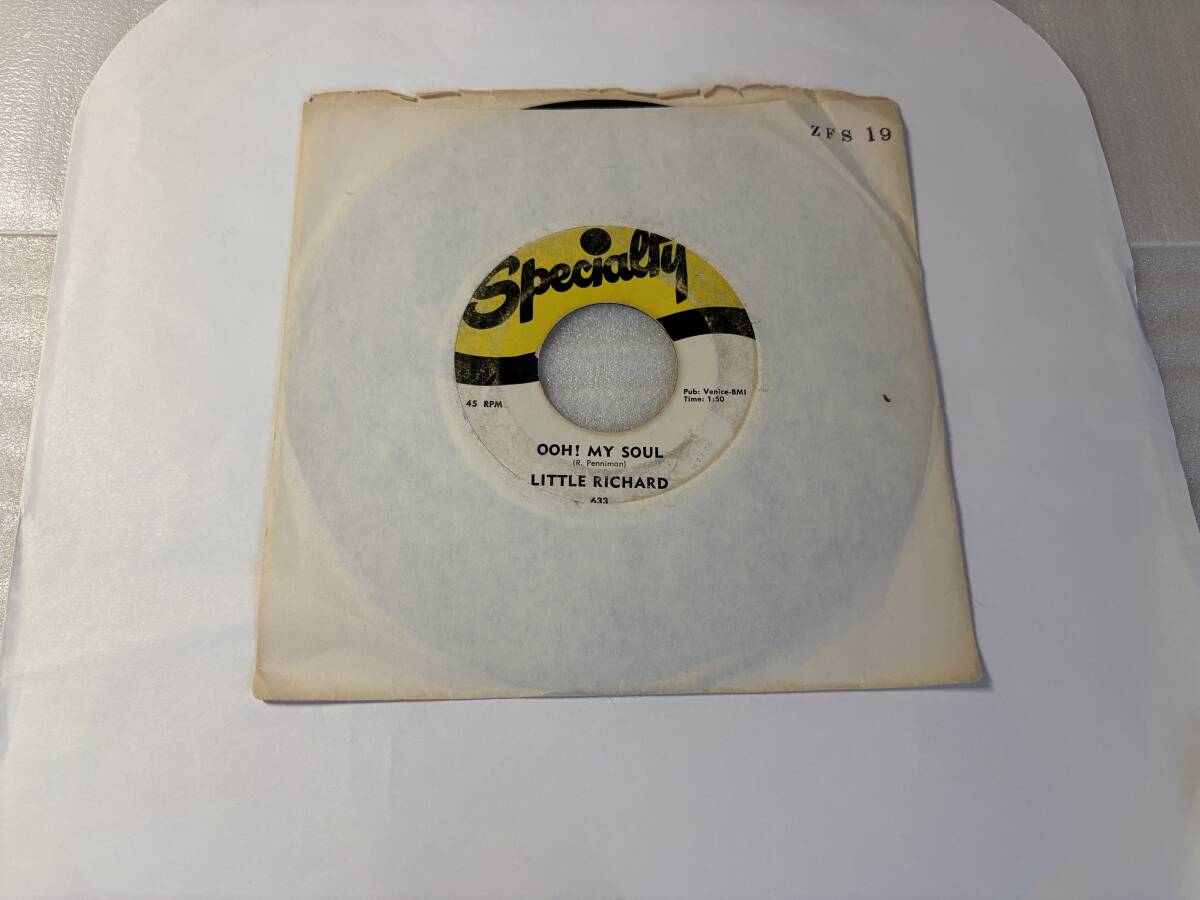 ZFS 19
Specialty
45 RPM
Pub: Venice-BMI
Time: 1:50
OOH! MY SOUL
(R. Penniman)
LITTLE RICHARD
633